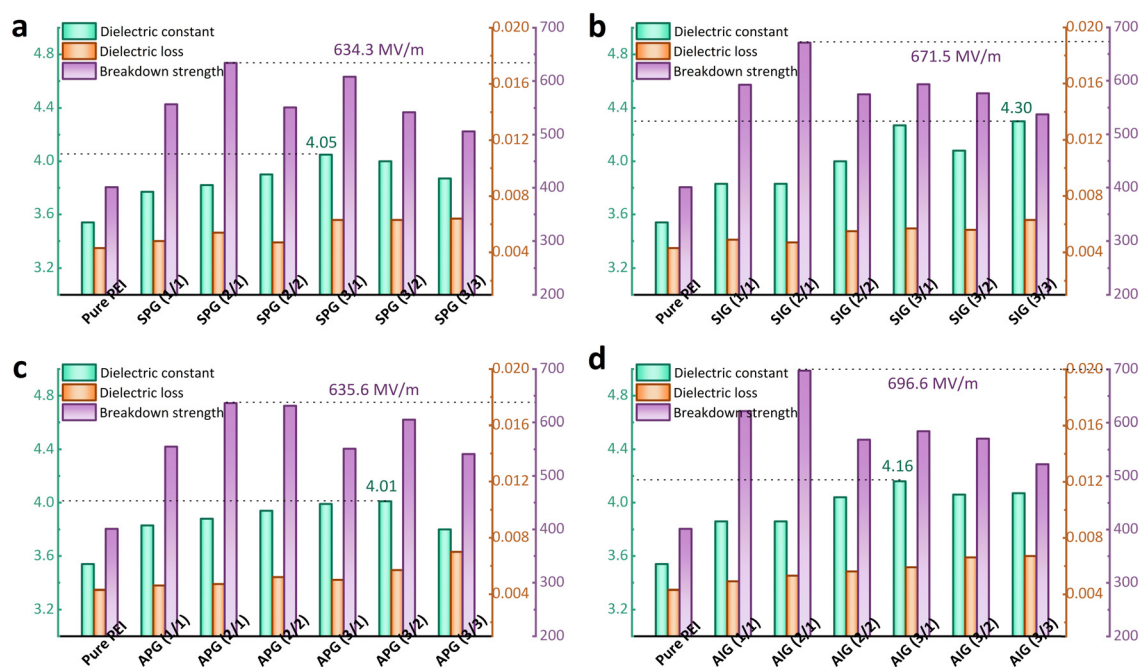 a
Dielectric constant
Dielectric loss
Breakdown strength
634.3 MV/m
4.05
4.8
4.4
4.0
3.6
3.2
0.020
0.016
0.012
0.008
0.004
700
600
500
400
300
200
Pure PEI
SPG (1/1)
SPG (2/1)
SPG (2/2)
SPG (3/1)
SPG (3/2)
SPG (3/3)
b
Dielectric constant
Dielectric loss
Breakdown strength
671.5 MV/m
4.30
4.8
4.4
4.0
3.6
3.2
0.020
0.016
0.012
0.008
0.004
700
600
500
400
300
200
Pure PEI
SIG (1/1)
SIG (2/1)
SIG (2/2)
SIG (3/1)
SIG (3/2)
SIG (3/3)
c
Dielectric constant
Dielectric loss
Breakdown strength
635.6 MV/m
4.01
4.8
4.4
4.0
3.6
3.2
0.020
0.016
0.012
0.008
0.004
700
600
500
400
300
200
Pure PEI
APG (1/1)
APG (2/1)
APG (2/2)
APG (3/1)
APG (3/2)
APG (3/3)
d
Dielectric constant
Dielectric loss
Breakdown strength
696.6 MV/m
4.16
4.8
4.4
4.0
3.6
3.2
0.020
0.016
0.012
0.008
0.004
700
600
500
400
300
200
Pure PEI
AIG (1/1)
AIG (2/1)
AIG (2/2)
AIG (3/1)
AIG (3/2)
AIG (3/3)